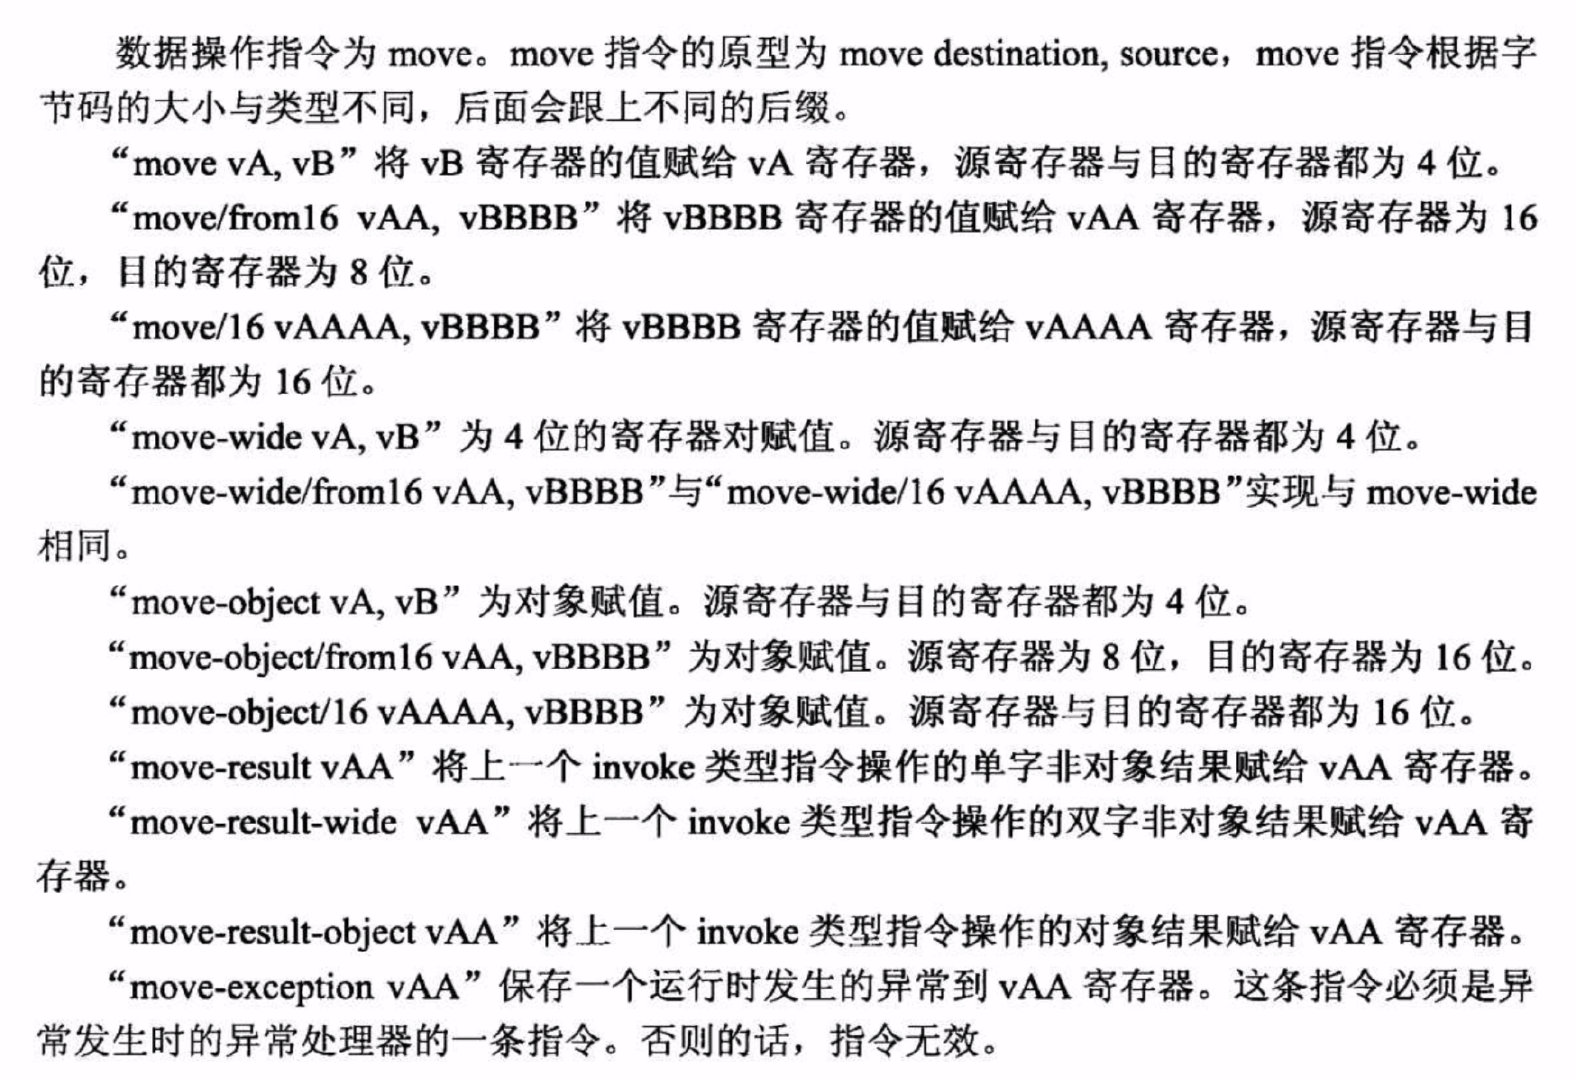 数据操作指令为 move。move 指令的原型为 move destination, source，move 指令根据字
节码的大小与类型不同，后面会跟上不同的后缀。
“move vA, vB”将 vB 寄存器的值赋给 vA 寄存器，源寄存器与目的寄存器都为 4 位。
“move/from16 vAA, vBBBB”将 vBBBB 寄存器的值赋给 vAA 寄存器，源寄存器为 16
位，目的寄存器为 8 位。
“move/16 vAAAA, vBBBB”将 vBBBB 寄存器的值赋给 vAAAA 寄存器，源寄存器与目
的寄存器都为 16 位。
“move-wide vA, vB”为 4 位的寄存器对赋值。源寄存器与目的寄存器都为 4 位。
“move-wide/from16 vAA, vBBBB”与“move-wide/16 vAAAA, vBBBB”实现与 move-wide
相同。
“move-object vA, vB”为对象赋值。源寄存器与目的寄存器都为 4 位。
“move-object/from16 vAA, vBBBB”为对象赋值。源寄存器为 8 位，目的寄存器为 16 位。
“move-object/16 vAAAA, vBBBB”为对象赋值。源寄存器与目的寄存器都为 16 位。
“move-result vAA”将上一个 invoke 类型指令操作的单字非对象结果赋给 vAA 寄存器。
“move-result-wide vAA”将上一个 invoke 类型指令操作的双字非对象结果赋给 vAA 寄
存器。
“move-result-object vAA”将上一个 invoke 类型指令操作的对象结果赋给 vAA 寄存器。
“move-exception vAA”保存一个运行时发生的异常到 vAA 寄存器。这条指令必须是异
常发生时的异常处理器的一条指令。否则的话，指令无效。